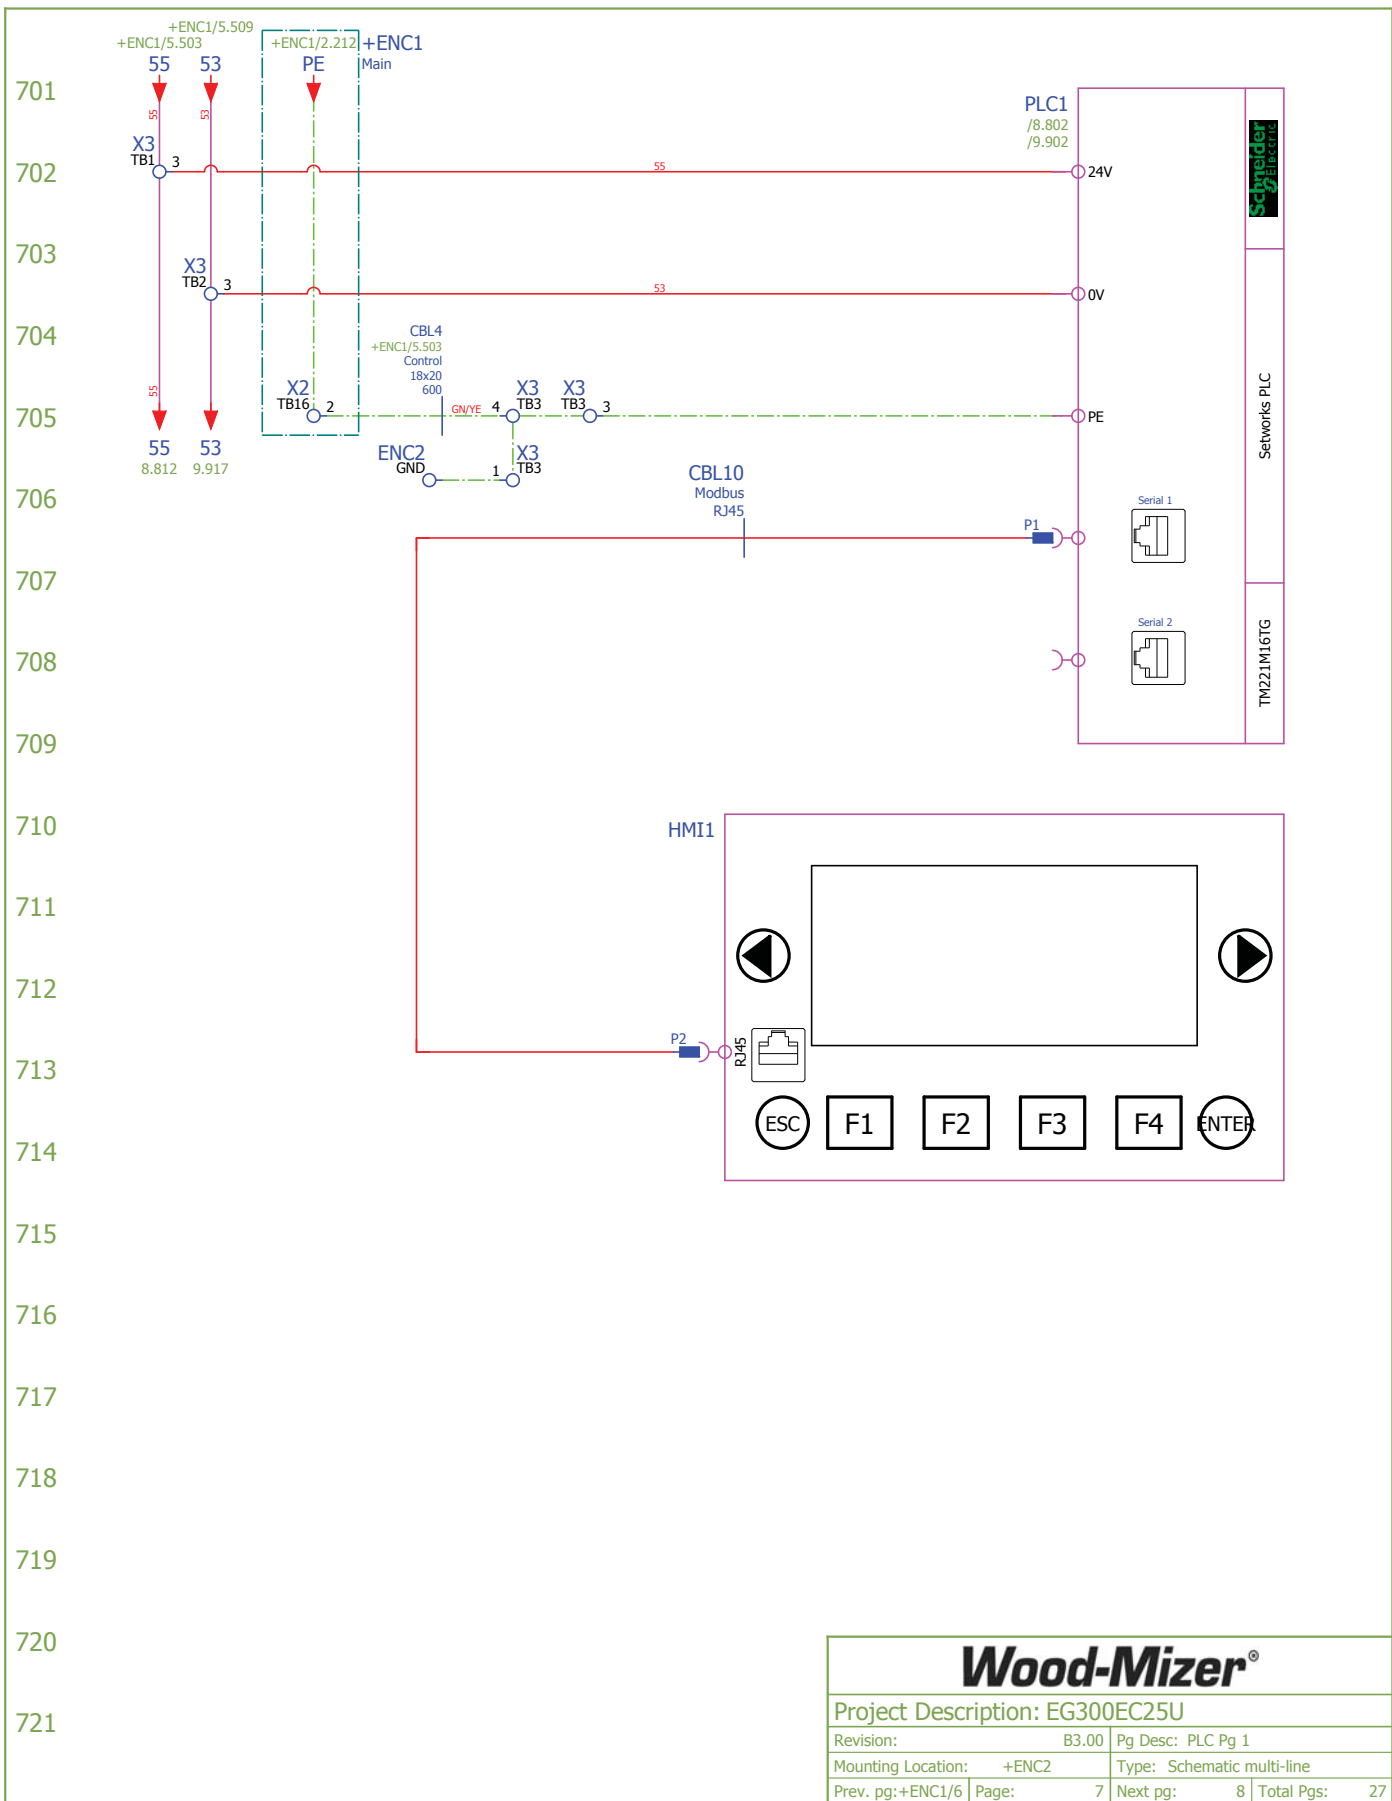 +ENC1/5.509
+ENC1/5.503
+ENC1/2.212
+ENC1
Main
55
53
PE
701
55
53
PLC1
/8.802
/9.902
Schneider
Electric
X3
TB1
3
702
55
24V
703
X3
TB2
3
53
0V
704
CBL4
+ENC1/5.503
Control
18x20
600
Setworks PLC
55
X2
TB16
2
GN/YE
4
X3
TB3
X3
TB3
3
705
PE
55
8.812
53
9.917
ENC2
GND
1
X3
TB3
706
CBL10
Modbus
RJ45
Serial 1
P1
707
Serial 2
TM221M16TG
708
709
710
HMI1
711
712
P2
RJ45
713
ESC
F1
F2
F3
F4
ENTER
714
715
716
717
718
719
720
721
Wood-Mizer®
Project Description: EG300EC25U
Revision: B3.00 Pg Desc: PLC Pg 1
Mounting Location: +ENC2 Type: Schematic multi-line
Prev. pg:+ENC1/6 Page: 7 Next pg: 8 Total Pgs: 27